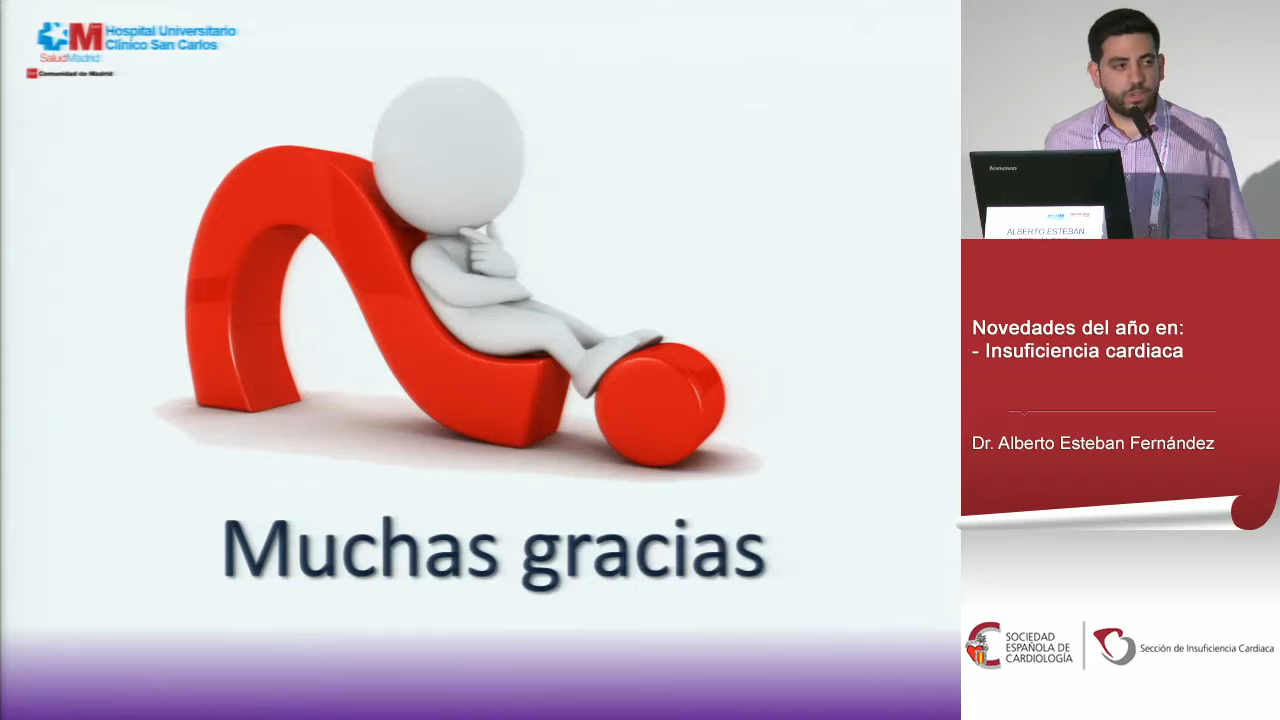 Hospital Universitario
Clínico San Carlos
SaludMadrid
Comunidad de Madrid
Muchas gracias
lenovo
ALBERTO ESTEBAN
Novedades del año en:
- Insuficiencia cardiaca
Dr. Alberto Esteban Fernández
SOCIEDAD
ESPAÑOLA DE
CARDIOLOGÍA
Sección de Insuficiencia Cardiaca